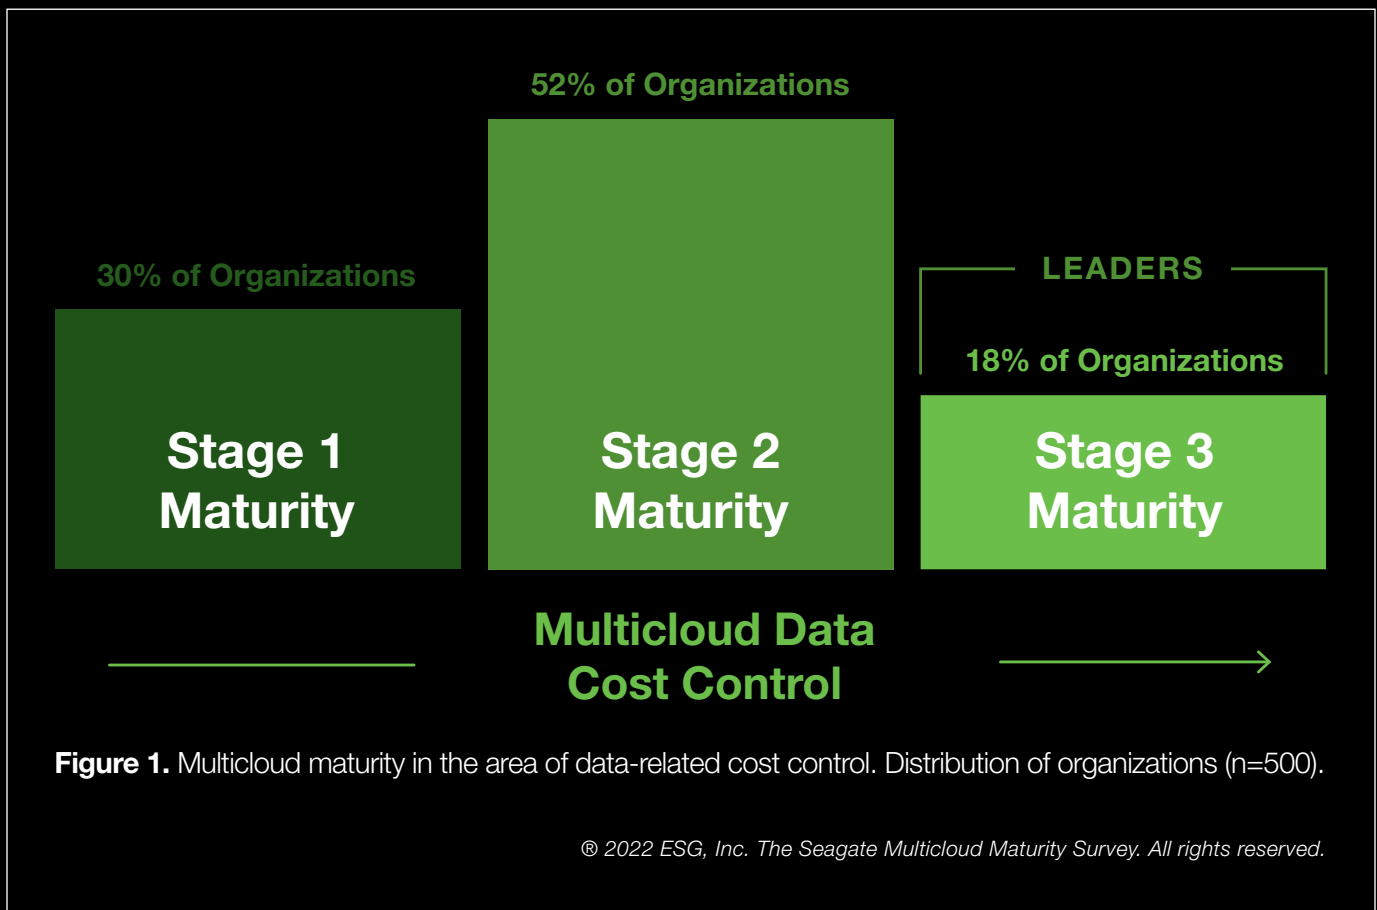 52% of Organizations
30% of Organizations
LEADERS
18% of Organizations
Stage 1
Maturity
Stage 2
Maturity
Stage 3
Maturity
Multicloud Data
Cost Control
Figure 1. Multicloud maturity in the area of data-related cost control. Distribution of organizations (n=500).
® 2022 ESG, Inc. The Seagate Multicloud Maturity Survey. All rights reserved.